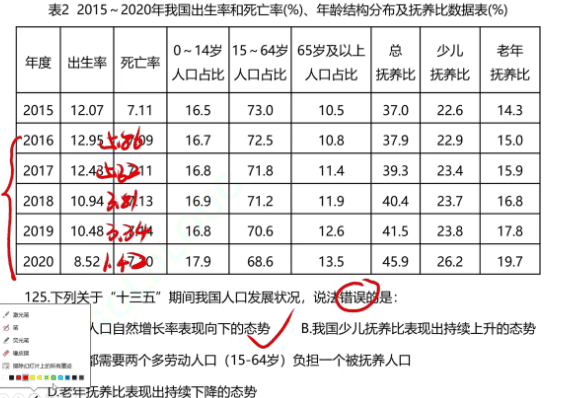 表2 2015～2020年我国出生率和死亡率(%)、年龄结构分布及抚养比数据表(%)
年度 出生率 死亡率 0～14岁人口占比 15～64岁人口占比 65岁及以上人口占比 总抚养比 少儿抚养比 老年抚养比
2015 12.07 7.11 16.5 73.0 10.5 37.0 22.6 14.3
2016 12.95 5.86 09 16.7 72.5 10.8 37.9 22.9 15.0
2017 12.43 5.32 11 16.8 71.8 11.4 39.3 23.4 15.9
2018 10.94 3.81 13 16.9 71.2 11.9 40.4 23.7 16.8
2019 10.48 3.34 16.8 70.6 12.6 41.5 23.8 17.8
2020 8.52 1.42 17.9 68.6 13.5 45.9 26.2 19.7
125.下列关于“十三五”期间我国人口发展状况，说法错误的是：
人口自然增长率表现向下的态势 B.我国少儿抚养比表现出持续上升的态势
都需要两个多劳动人口（15-64岁）负担一个被抚养人口
D.老年抚养比表现出持续下降的态势
激光笔
笔
荧光笔
橡皮擦
擦除幻灯片上的所有墨迹